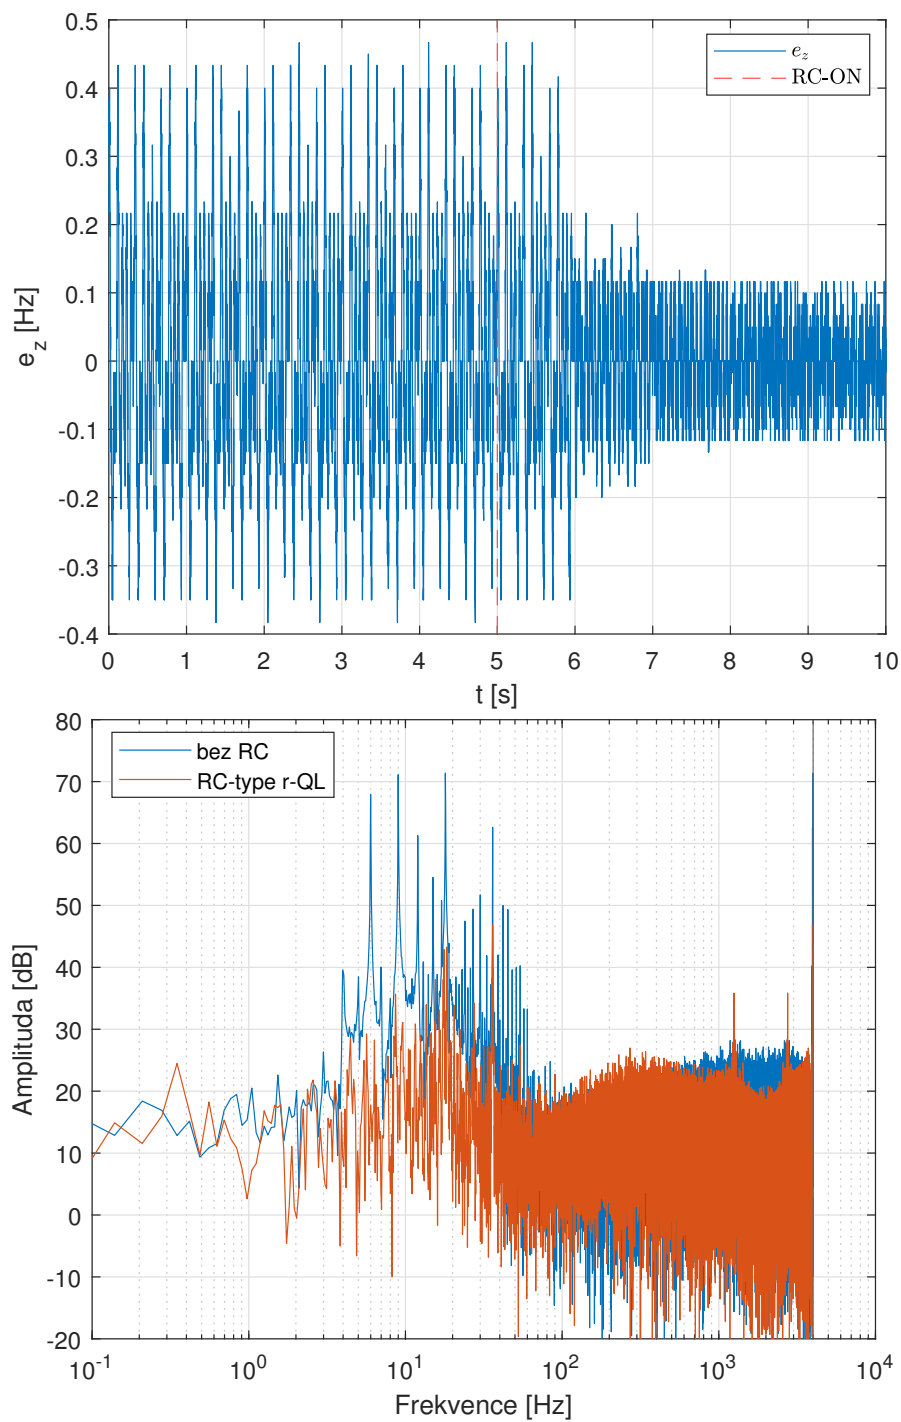 0.5
0.4
0.3
0.2
0.1
0
-0.1
-0.2
-0.3
-0.4
e_z [Hz]
e_z
RC-ON
0 1 2 3 4 5 6 7 8 9 10
t [s]
80
70
60
50
40
30
20
10
0
-10
-20
Amplituda [dB]
bez RC
RC-type r-QL
10^-1 10^0 10^1 10^2 10^3 10^4
Frekvence [Hz]